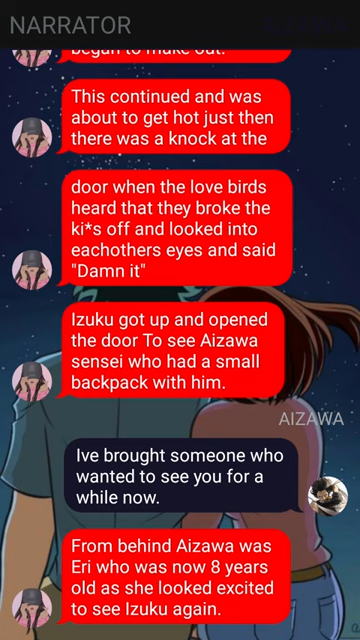 NARRATOR
began to make out.
This continued and was
about to get hot just then
there was a knock at the
door when the love birds
heard that they broke the
ki*s off and looked into
eachothers eyes and said
"Damn it"
Izuku got up and opened
the door To see Aizawa
sensei who had a small
backpack with him.
AIZAWA
Ive brought someone who
wanted to see you for a
while now.
From behind Aizawa was
Eri who was now 8 years
old as she looked excited
to see Izuku again.